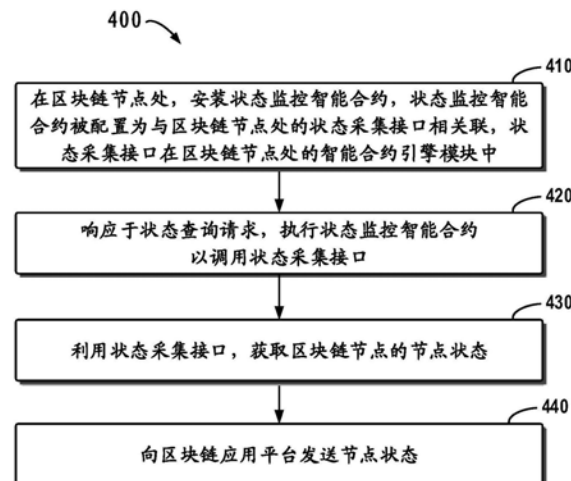 400
410
在区块链节点处，安装状态监控智能合约，状态监控智能
合约被配置为与区块链节点处的状态采集接口相关联，状
态采集接口在区块链节点处的智能合约引擎模块中
420
响应于状态查询请求，执行状态监控智能合约
以调用状态采集接口
430
利用状态采集接口，获取区块链节点的节点状态
440
向区块链应用平台发送节点状态